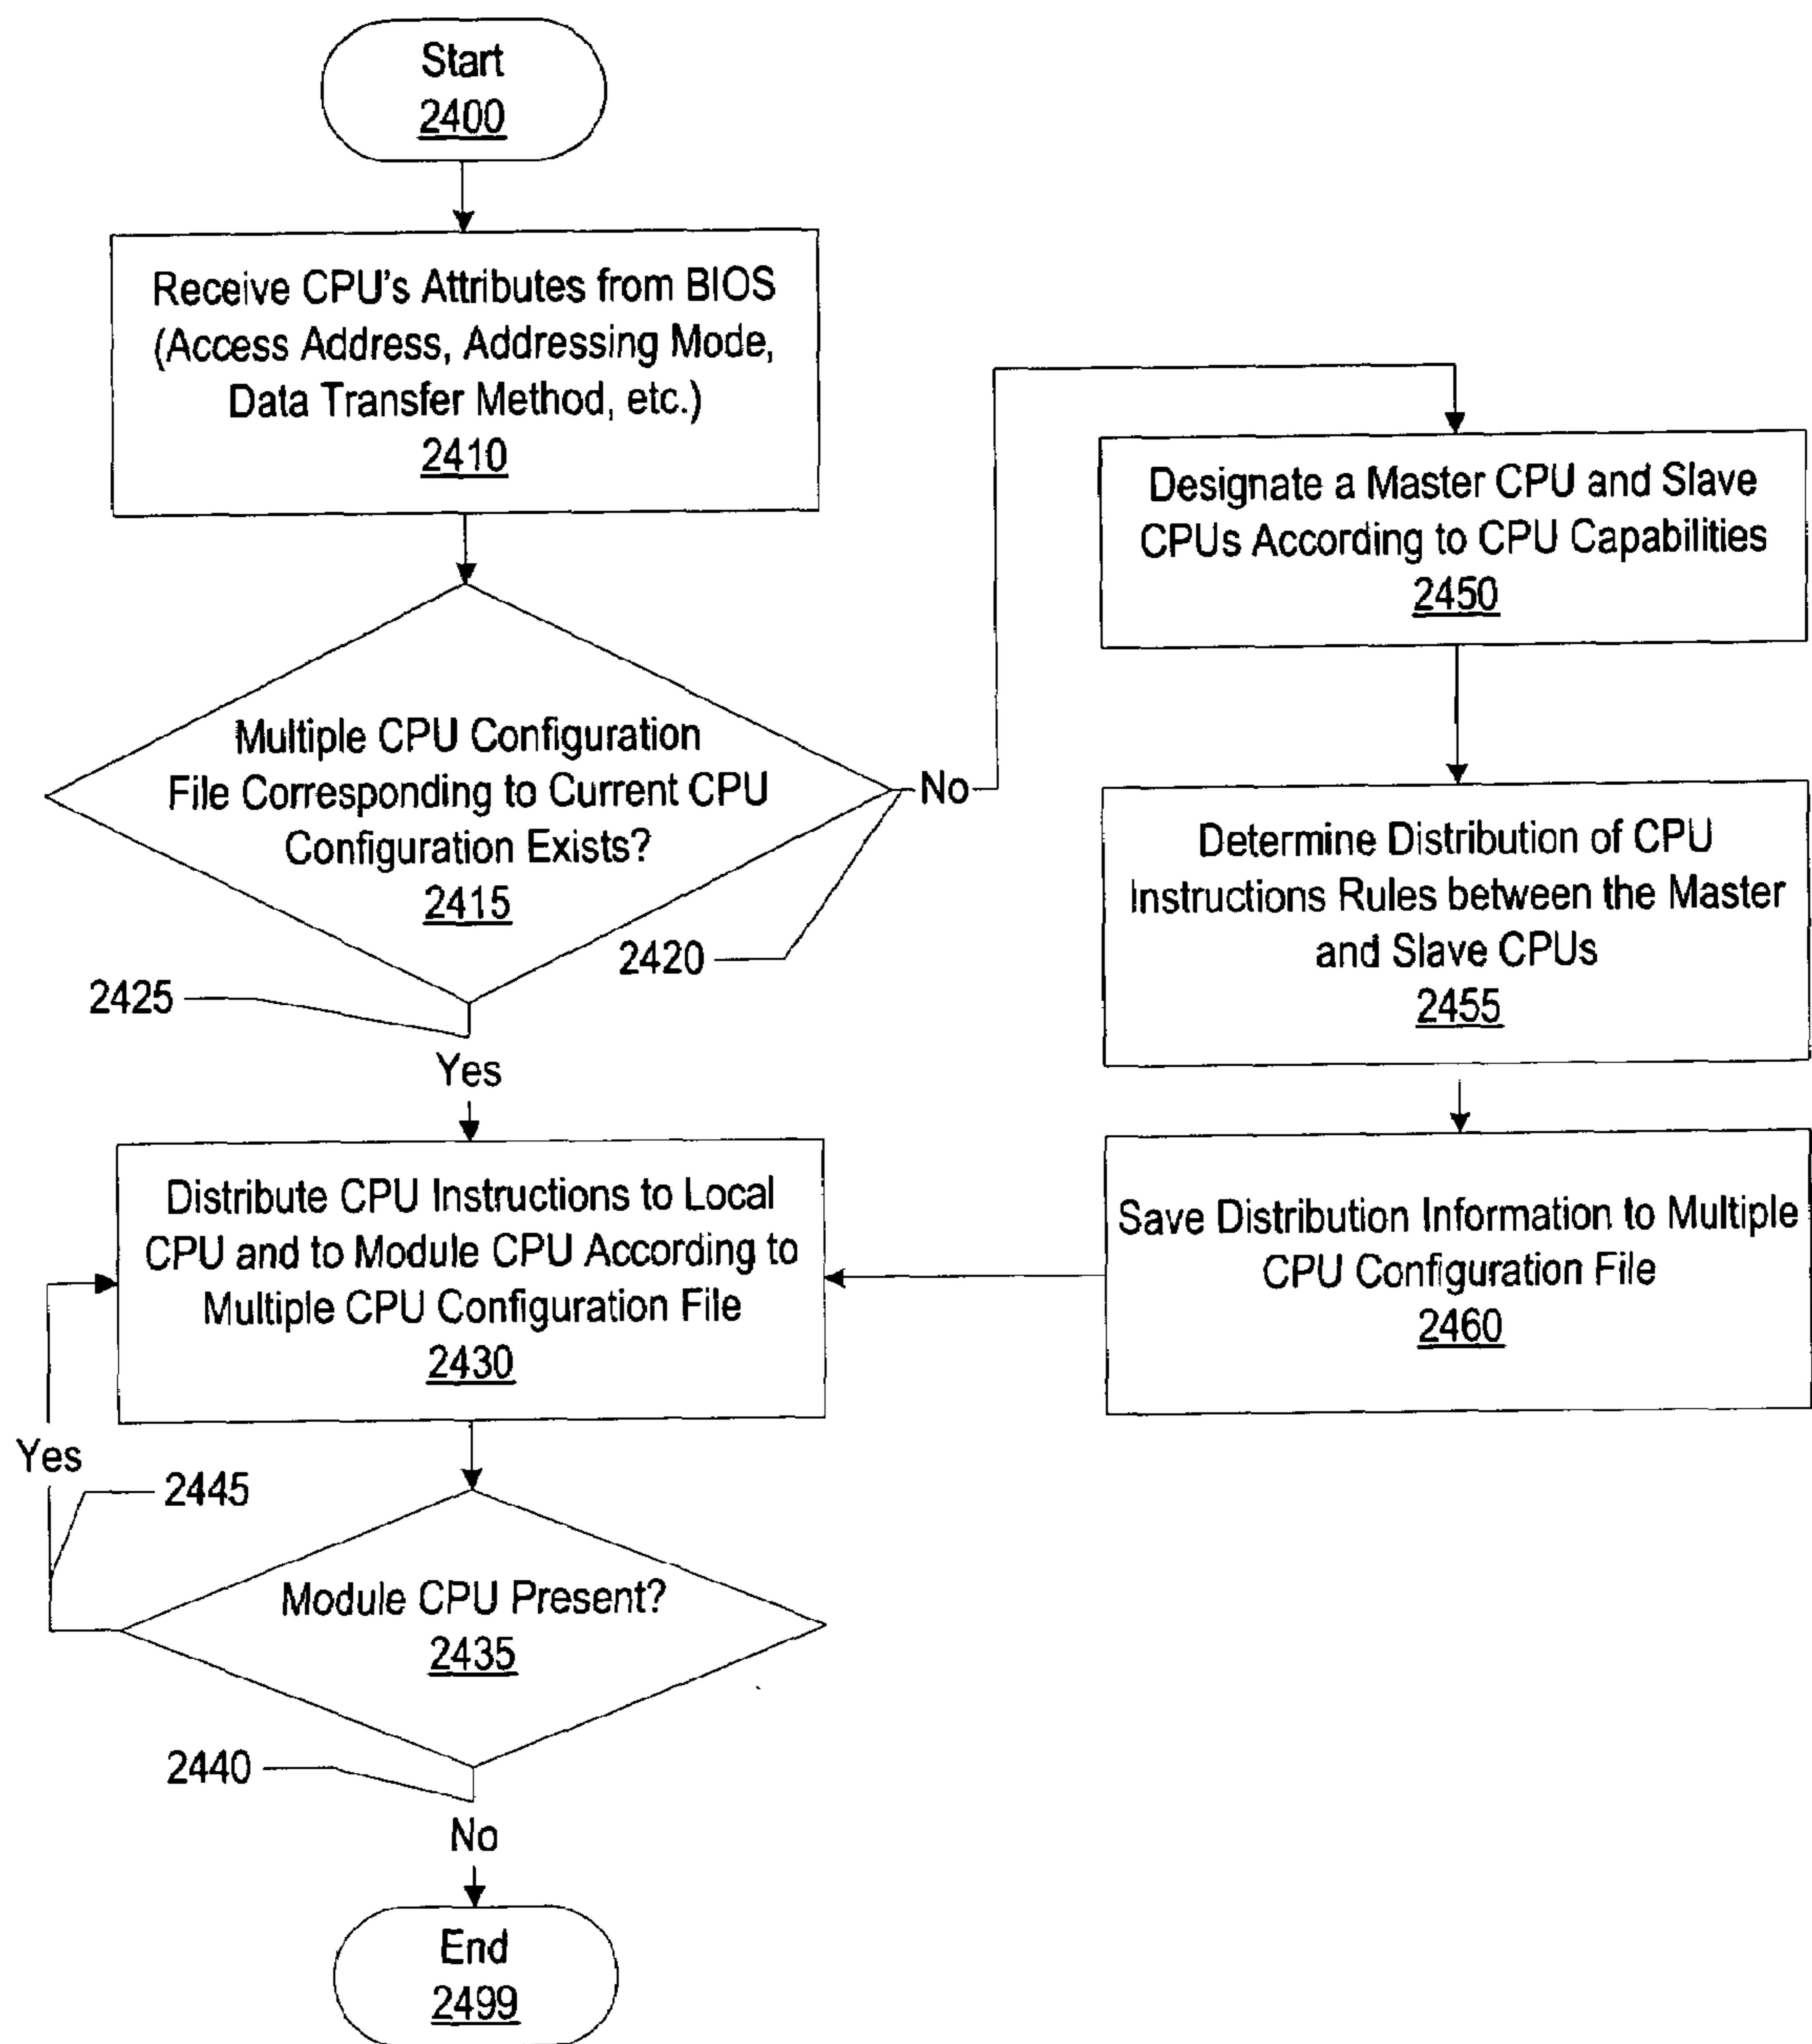 Start
2400
Receive CPU's Attributes from BIOS
(Access Address, Addressing Mode,
Data Transfer Method, etc.)
2410
Multiple CPU Configuration
File Corresponding to Current CPU
Configuration Exists?
2415
No
2420
2425
Yes
Designate a Master CPU and Slave
CPUs According to CPU Capabilities
2450
Determine Distribution of CPU
Instructions Rules between the Master
and Slave CPUs
2455
Save Distribution Information to Multiple
CPU Configuration File
2460
Distribute CPU Instructions to Local
CPU and to Module CPU According to
Multiple CPU Configuration File
2430
Yes
2445
Module CPU Present?
2435
2440
No
End
2499